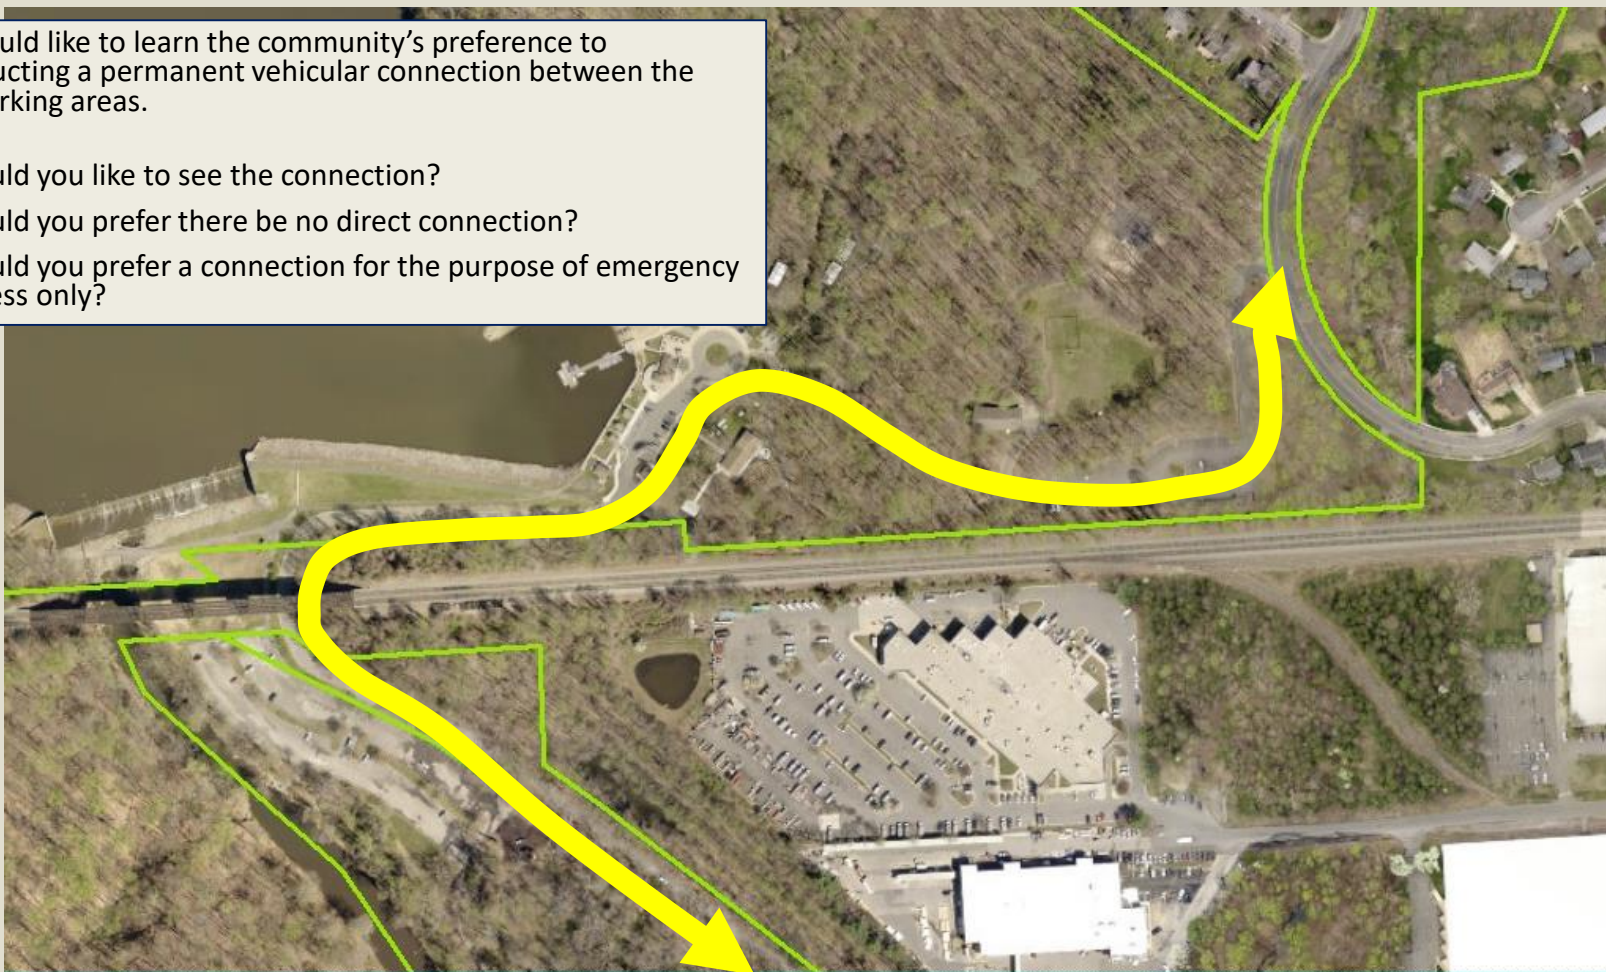 uld like to learn the community's preference to
ucting a permanent vehicular connection between the
rking areas.
uld you like to see the connection?
uld you prefer there be no direct connection?
uld you prefer a connection for the purpose of emergency
ess only?